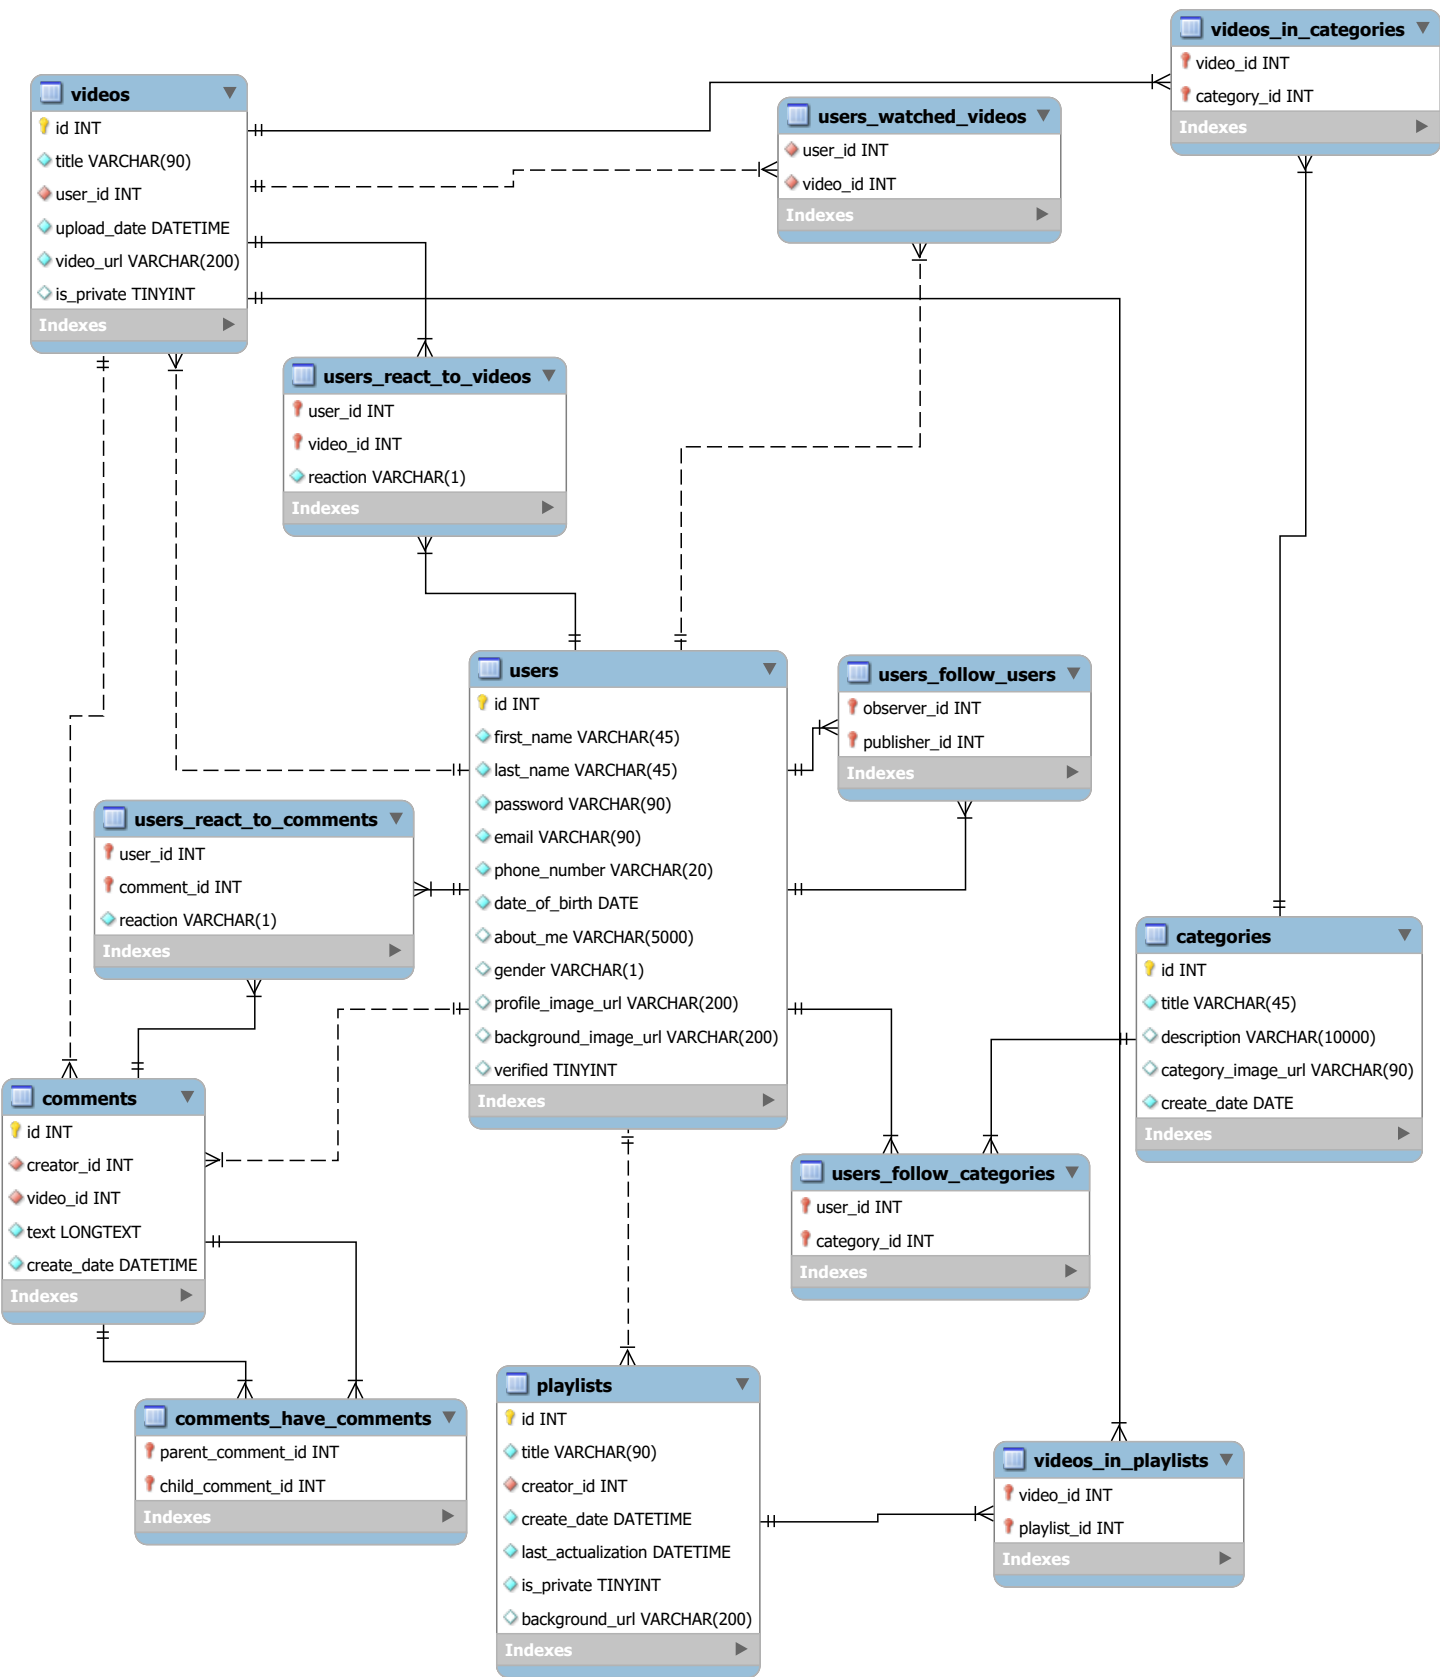 videos_in_categories
video_id INT
category_id INT
Indexes
videos
id INT
title VARCHAR(90)
user_id INT
upload_date DATETIME
video_url VARCHAR(200)
is_private TINYINT
Indexes
users_watched_videos
user_id INT
video_id INT
Indexes
users_react_to_videos
user_id INT
video_id INT
reaction VARCHAR(1)
Indexes
users
id INT
first_name VARCHAR(45)
last_name VARCHAR(45)
password VARCHAR(90)
email VARCHAR(90)
phone_number VARCHAR(20)
date_of_birth DATE
about_me VARCHAR(5000)
gender VARCHAR(1)
profile_image_url VARCHAR(200)
background_image_url VARCHAR(200)
verified TINYINT
Indexes
users_follow_users
observer_id INT
publisher_id INT
Indexes
users_react_to_comments
user_id INT
comment_id INT
reaction VARCHAR(1)
Indexes
categories
id INT
title VARCHAR(45)
description VARCHAR(10000)
category_image_url VARCHAR(90)
create_date DATE
Indexes
comments
id INT
creator_id INT
video_id INT
text LONGTEXT
create_date DATETIME
Indexes
users_follow_categories
user_id INT
category_id INT
Indexes
comments_have_comments
parent_comment_id INT
child_comment_id INT
Indexes
playlists
id INT
title VARCHAR(90)
creator_id INT
create_date DATETIME
last_actualization DATETIME
is_private TINYINT
background_url VARCHAR(200)
Indexes
videos_in_playlists
video_id INT
playlist_id INT
Indexes